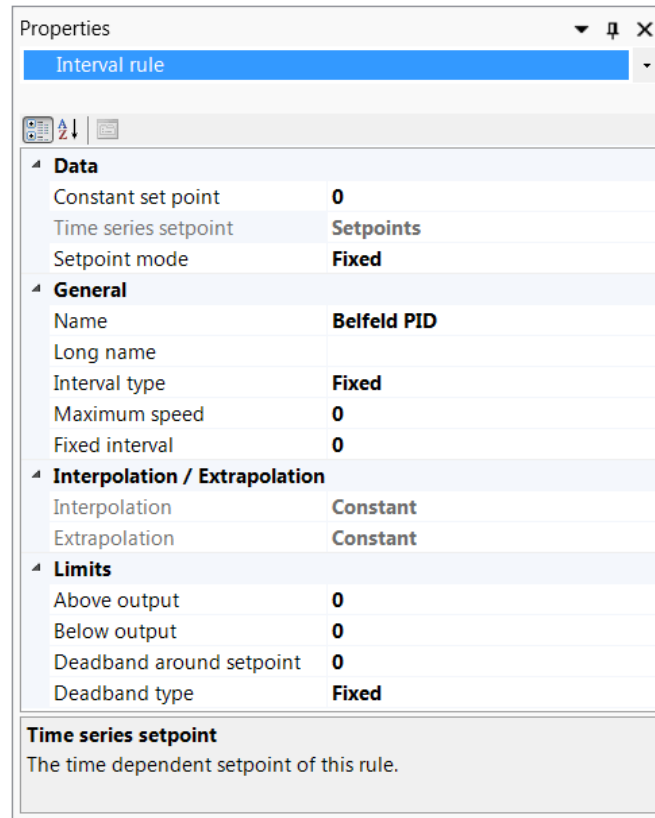 Properties
Interval rule
Data
Constant set point 0
Time series setpoint Setpoints
Setpoint mode Fixed
General
Name Belfeld PID
Long name
Interval type Fixed
Maximum speed 0
Fixed interval 0
Interpolation / Extrapolation
Interpolation Constant
Extrapolation Constant
Limits
Above output 0
Below output 0
Deadband around setpoint 0
Deadband type Fixed
Time series setpoint
The time dependent setpoint of this rule.